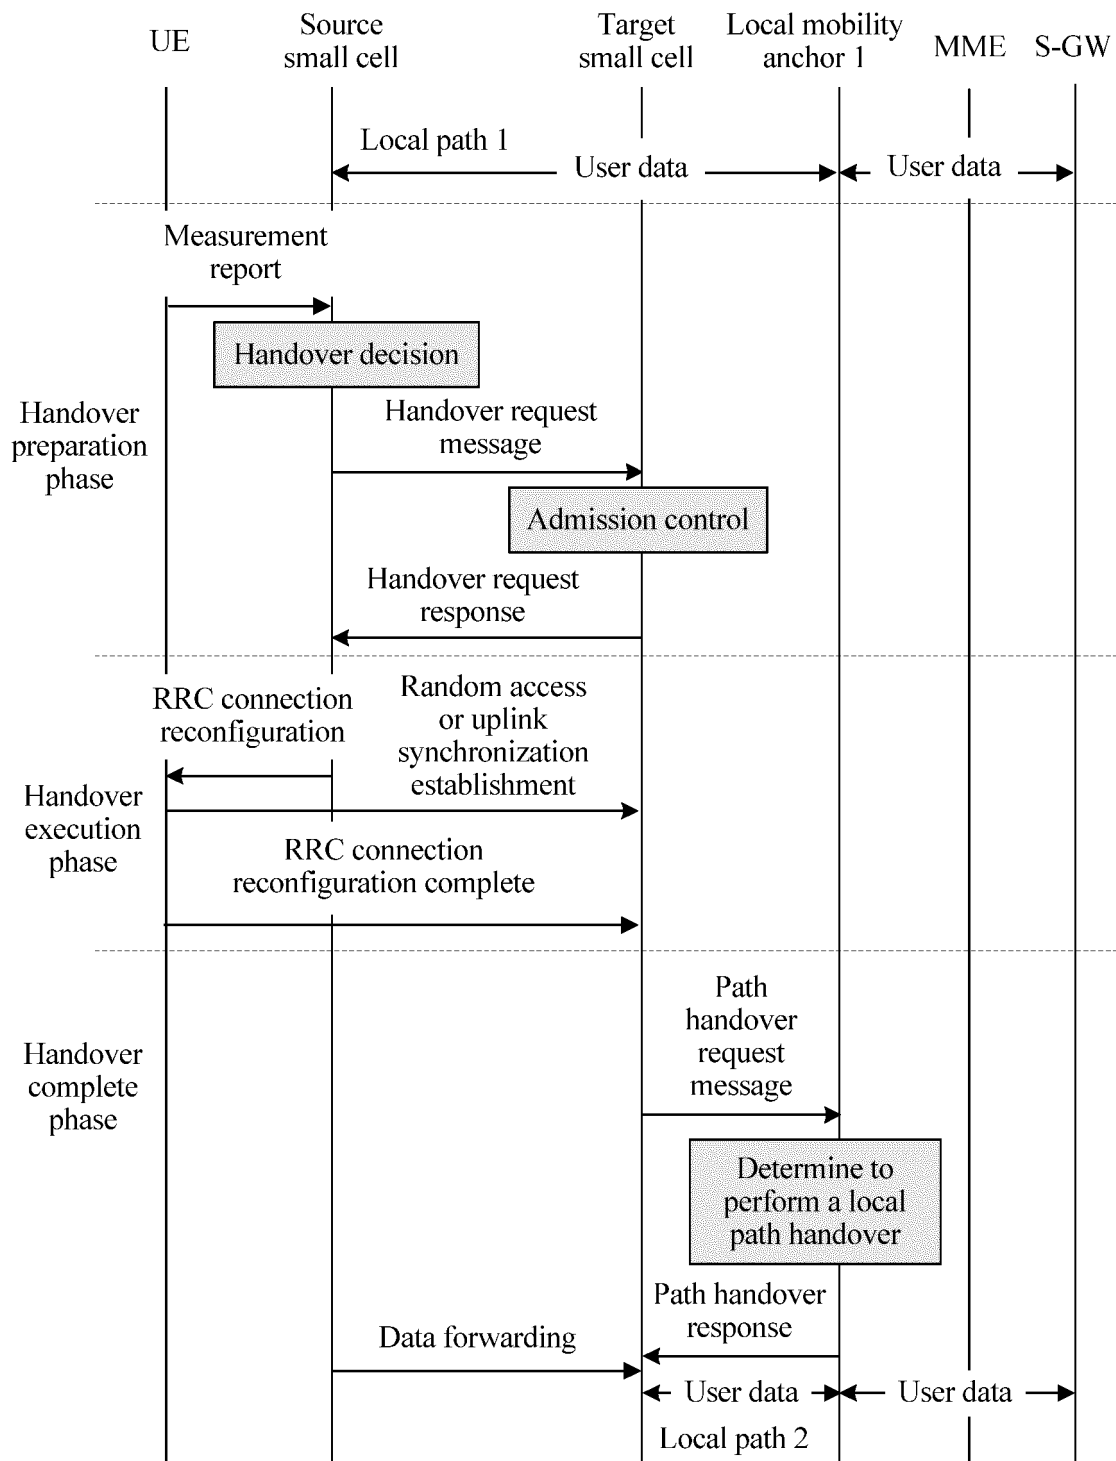 UE
Source
small cell
Target
small cell
Local mobility
anchor 1
MME
S-GW
Local path 1
User data
User data
Measurement
report
Handover decision
Handover
preparation
phase
Handover request
message
Admission control
Handover request
response
RRC connection
reconfiguration
Random access
or uplink
synchronization
establishment
Handover
execution
phase
RRC connection
reconfiguration complete
Path
handover
request
message
Handover
complete
phase
Determine to
perform a local
path handover
Path handover
response
Data forwarding
User data
User data
Local path 2